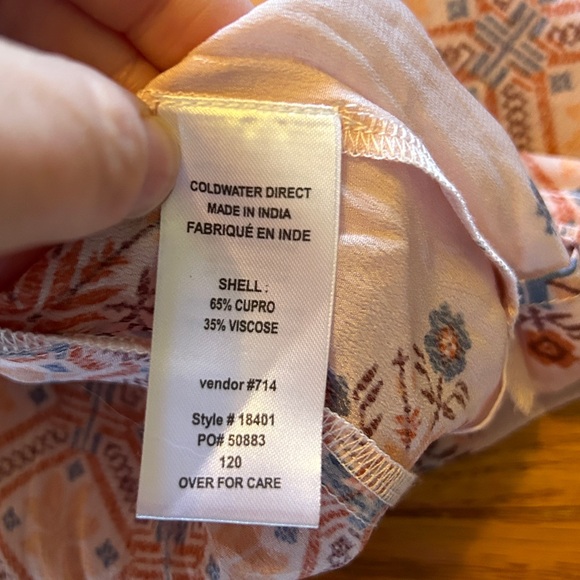 COLDWATER DIRECT
MADE IN INDIA
FABRIQUÉ EN INDE
SHELL :
65% CUPRO
35% VISCOSE
vendor #714
Style # 18401
PO# 50883
120
OVER FOR CARE